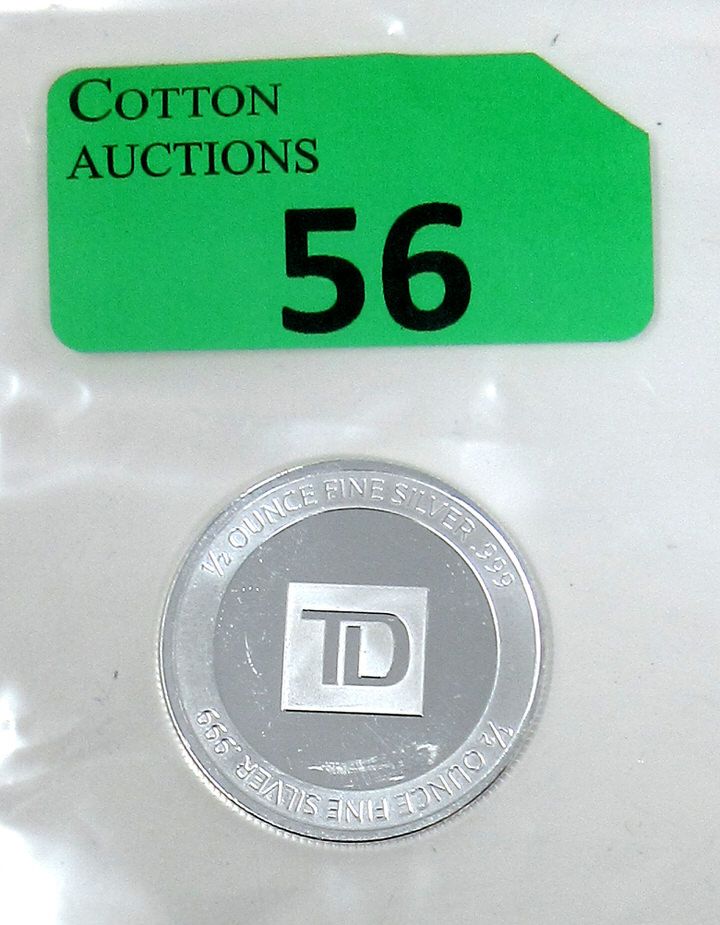 COTTON
AUCTIONS
56
½ OUNCE FINE SILVER .999
TD
½ OUNCE FINE SILVER .999